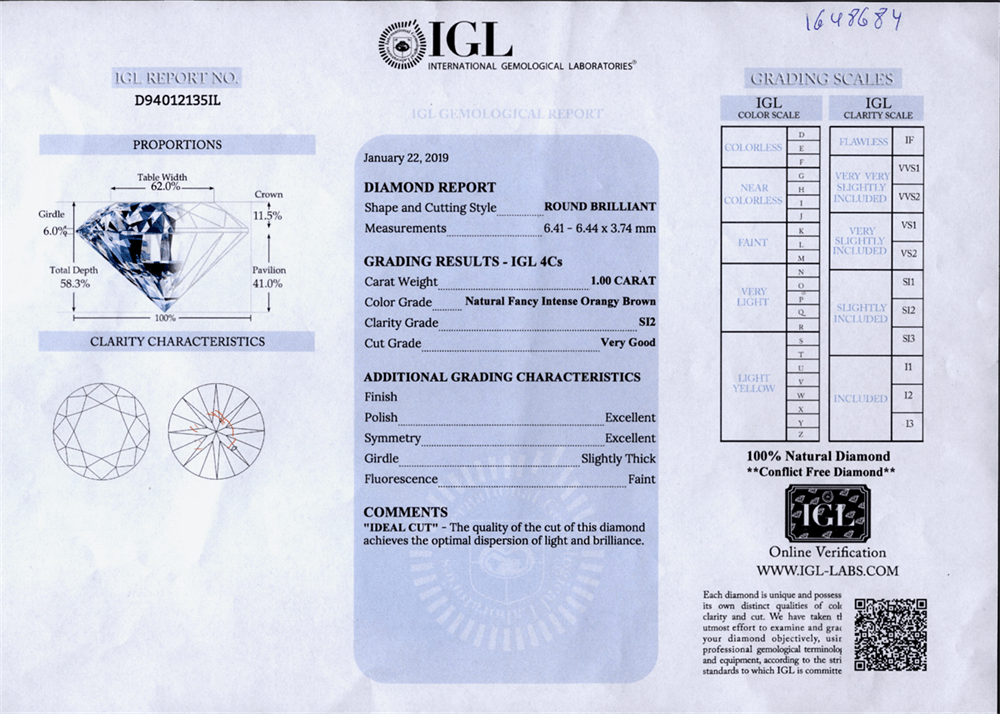 1648684
IGL
INTERNATIONAL GEMOLOGICAL LABORATORIES®
IGL REPORT NO.
D94012135IL
IGL GEMOLOGICAL REPORT
PROPORTIONS
Table Width
62.0%
Crown
11.5%
Girdle
6.0%
Total Depth
58.3%
Pavilion
41.0%
100%
CLARITY CHARACTERISTICS
January 22, 2019
DIAMOND REPORT
Shape and Cutting Style ROUND BRILLIANT
Measurements 6.41 - 6.44 x 3.74 mm
GRADING RESULTS - IGL 4Cs
Carat Weight 1.00 CARAT
Color Grade Natural Fancy Intense Orangy Brown
Clarity Grade SI2
Cut Grade Very Good
ADDITIONAL GRADING CHARACTERISTICS
Finish
Polish Excellent
Symmetry Excellent
Girdle Slightly Thick
Fluorescence Faint
COMMENTS
"IDEAL CUT" - The quality of the cut of this diamond
achieves the optimal dispersion of light and brilliance.
GRADING SCALES
IGL
COLOR SCALE
COLORLESS
D
E
F
NEAR
COLORLESS
G
H
I
J
FAINT
K
L
M
VERY
LIGHT
N
O
P
Q
R
LIGHT
YELLOW
S
T
U
V
W
X
Y
Z
IGL
CLARITY SCALE
FLAWLESS
IF
VERY VERY
SLIGHTLY
INCLUDED
VVS1
VVS2
VERY
SLIGHTLY
INCLUDED
VS1
VS2
SLIGHTLY
INCLUDED
SI1
SI2
SI3
INCLUDED
I1
I2
I3
100% Natural Diamond
**Conflict Free Diamond**
IGL
Online Verification
WWW.IGL-LABS.COM
Each diamond is unique and possess
its own distinct qualities of colo
clarity and cut. We have taken th
utmost effort to examine and grad
your diamond objectively, usin
professional gemological terminolog
and equipment, according to the stri
standards to which IGL is committe